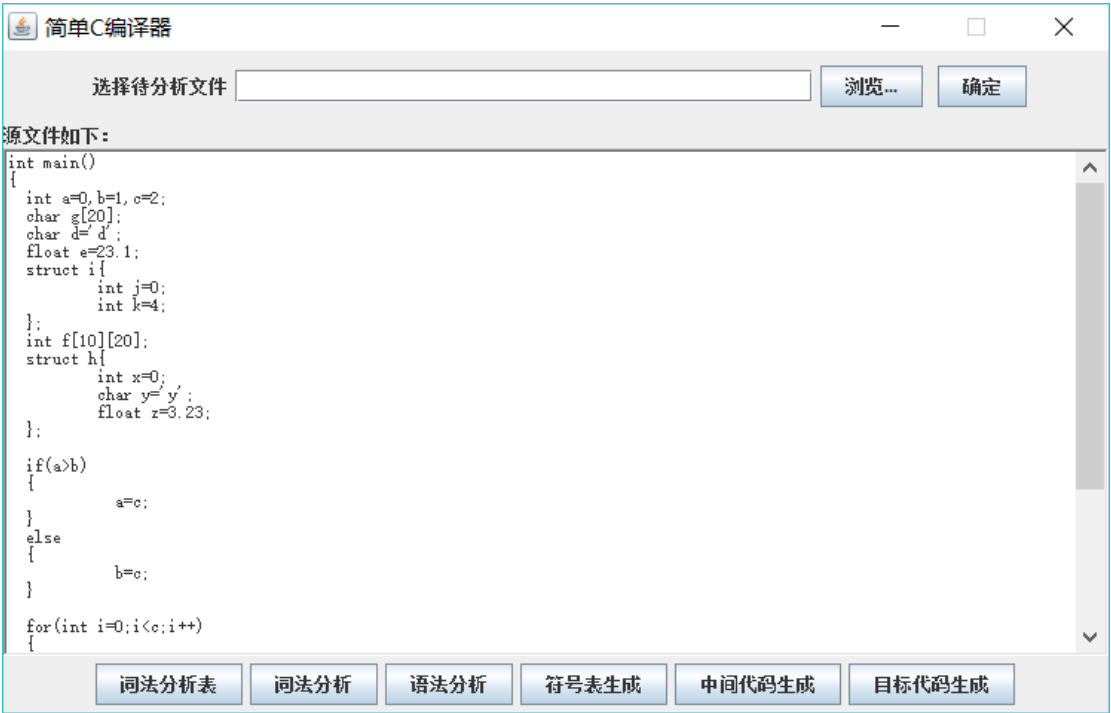 简单C编译器
选择待分析文件 浏览... 确定
源文件如下：
int main()
{
int a=0,b=1,c=2;
char g[20];
char d='d';
float e=23.1;
struct i{
int j=0;
int k=4;
};
int f[10][20];
struct h{
int x=0;
char y='y';
float z=3.23;
};
if(a>b)
{
a=c;
}
else
{
b=c;
}
for(int i=0;i<c;i++)
{
词法分析表 词法分析 语法分析 符号表生成 中间代码生成 目标代码生成